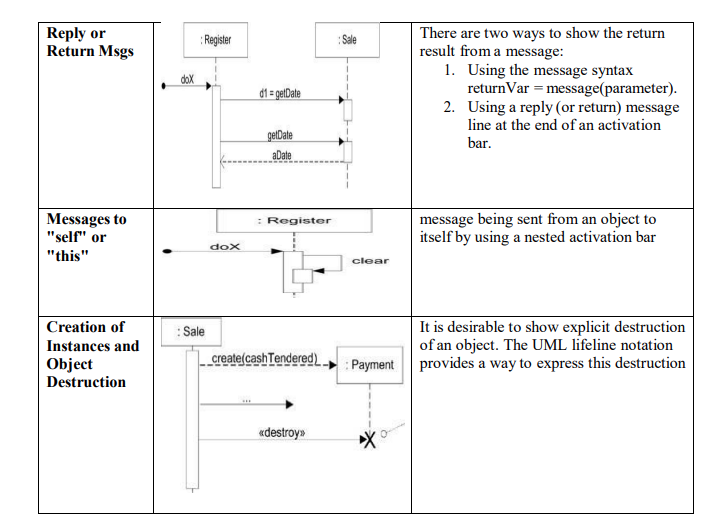 Reply or
Return Msgs
: Register
: Sale
doX
d1 = getDate
getDate
aDate
There are two ways to show the return
result from a message:
1. Using the message syntax
returnVar = message(parameter).
2. Using a reply (or return) message
line at the end of an activation
bar.
Messages to
"self" or
"this"
: Register
doX
clear
message being sent from an object to
itself by using a nested activation bar
Creation of
Instances and
Object
Destruction
: Sale
create(cashTendered)
: Payment
...
«destroy»
X
It is desirable to show explicit destruction
of an object. The UML lifeline notation
provides a way to express this destruction